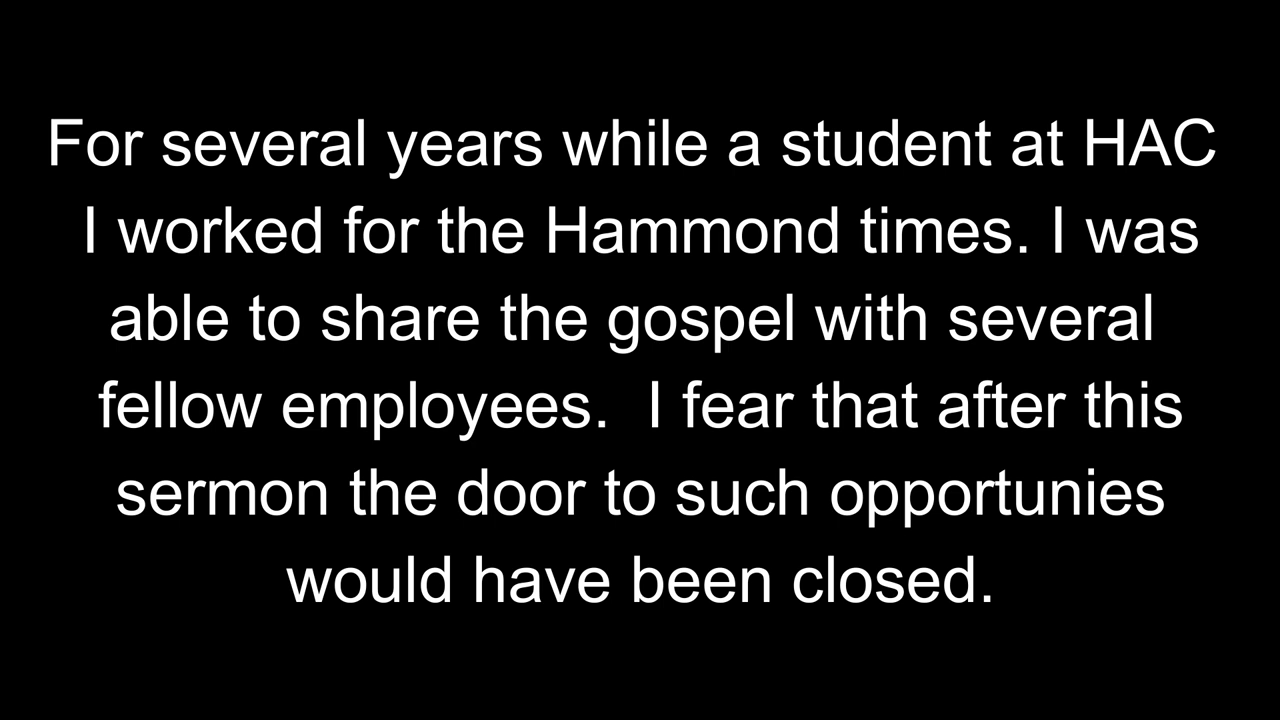 For several years while a student at HAC
I worked for the Hammond times. I was
able to share the gospel with several
fellow employees.  I fear that after this
sermon the door to such opportunies
would have been closed.